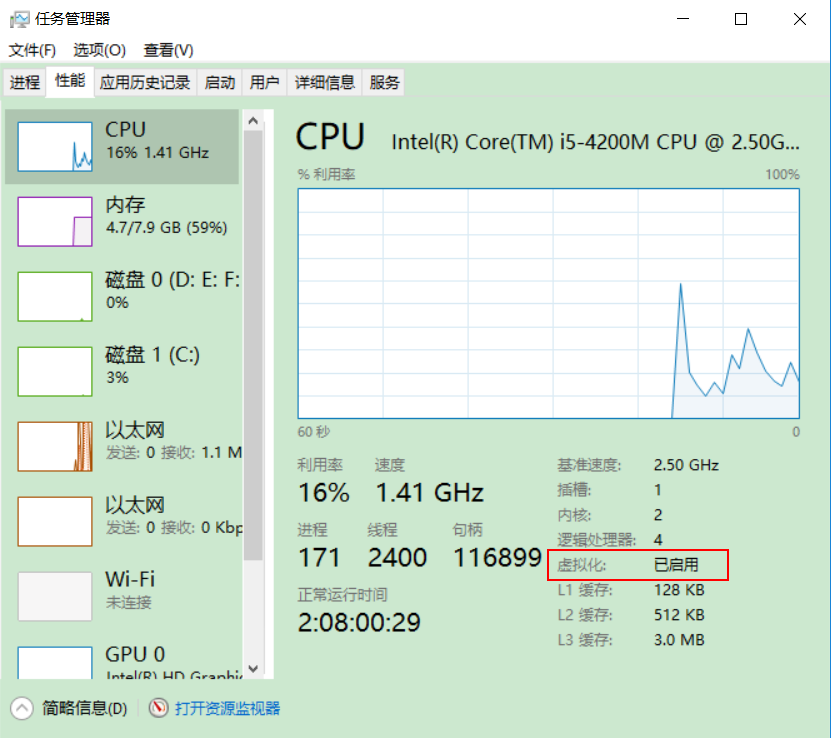 任务管理器
文件(F) 选项(O) 查看(V)
进程 性能 应用历史记录 启动 用户 详细信息 服务
CPU
16% 1.41 GHz
内存
4.7/7.9 GB (59%)
磁盘 0 (D: E: F:
0%
磁盘 1 (C:)
3%
以太网
发送: 0 接收: 1.1 M
以太网
发送: 0 接收: 0 Kbp
Wi-Fi
未连接
GPU 0
Intel(R) HD Graphic
CPU Intel(R) Core(TM) i5-4200M CPU @ 2.50G...
% 利用率 100%
60 秒 0
利用率 速度
16% 1.41 GHz
进程 线程 句柄
171 2400 116899
正常运行时间
2:08:00:29
基准速度: 2.50 GHz
插槽: 1
内核: 2
逻辑处理器: 4
虚拟化: 已启用
L1 缓存: 128 KB
L2 缓存: 512 KB
L3 缓存: 3.0 MB
简略信息(D) 打开资源监视器